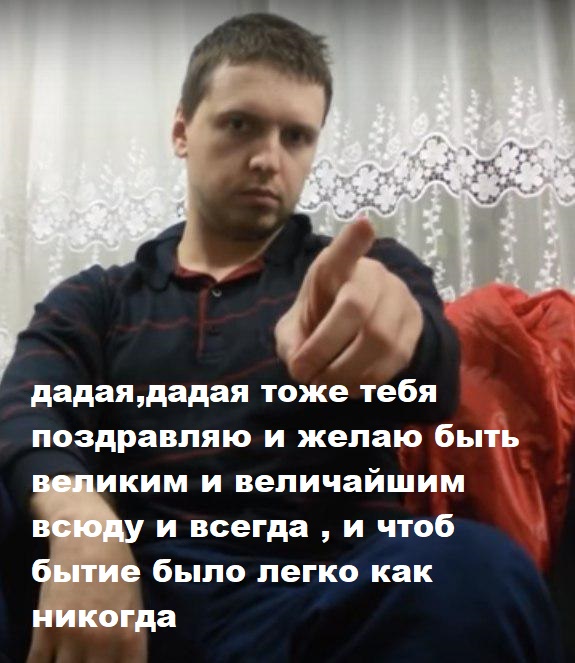 дадая,дадая тоже тебя
поздравляю и желаю быть
великим и величайшим
всюду и всегда , и чтоб
бытие было легко как
никогда